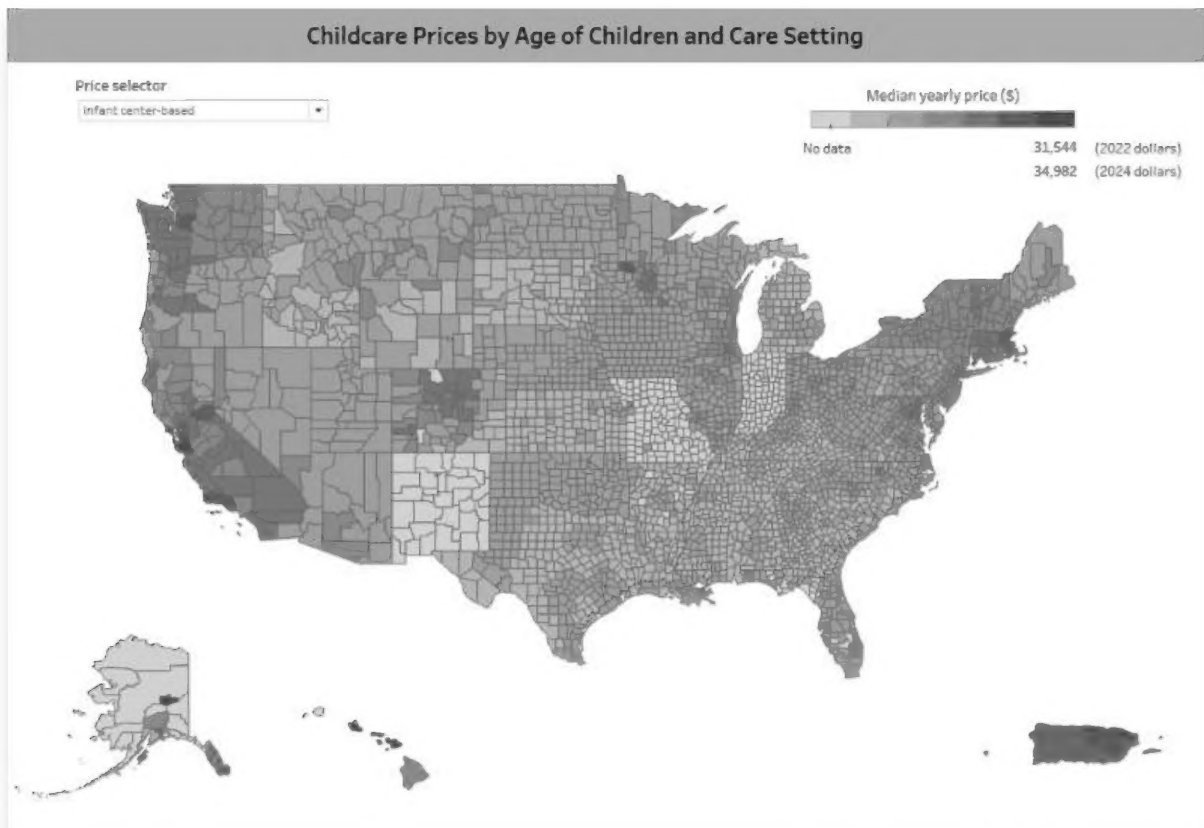 Childcare Prices by Age of Children and Care Setting
Price selector
Infant center-based
Median yearly price ($)
No data
31,544 (2022 dollars)
34,982 (2024 dollars)